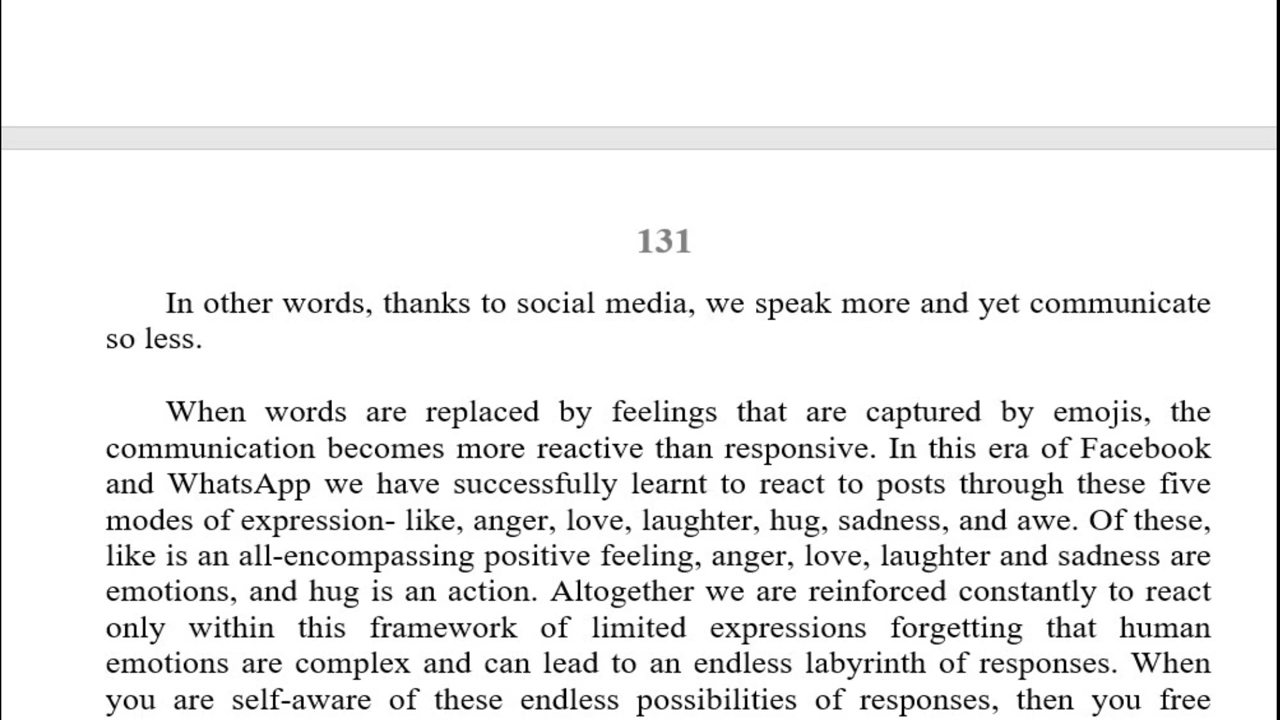 131
In other words, thanks to social media, we speak more and yet communicate
so less.
When words are replaced by feelings that are captured by emojis, the
communication becomes more reactive than responsive. In this era of Facebook
and WhatsApp we have successfully learnt to react to posts through these five
modes of expression- like, anger, love, laughter, hug, sadness, and awe. Of these,
like is an all-encompassing positive feeling, anger, love, laughter and sadness are
emotions, and hug is an action. Altogether we are reinforced constantly to react
only within this framework of limited expressions forgetting that human
emotions are complex and can lead to an endless labyrinth of responses. When
you are self-aware of these endless possibilities of responses, then you free